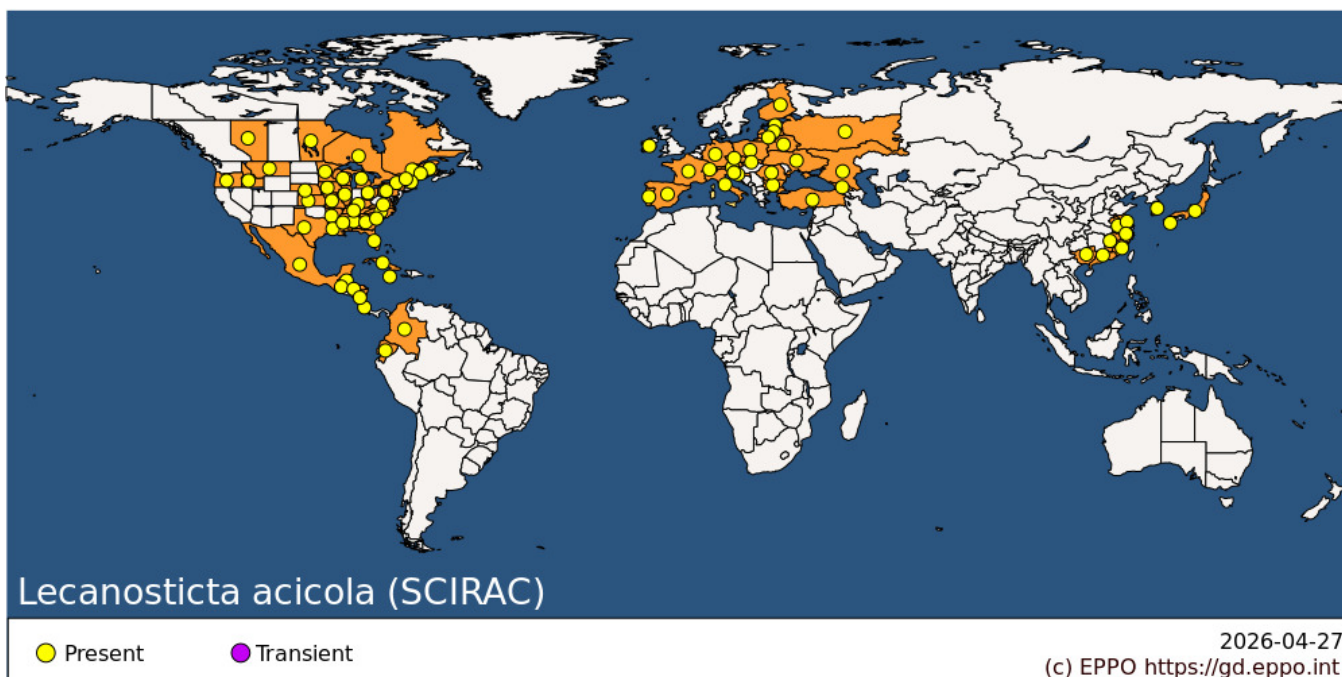 Lecanosticta acicola (SCIRAC)
Present
Transient
2026-04-27
(c) EPPO https://gd.eppo.int